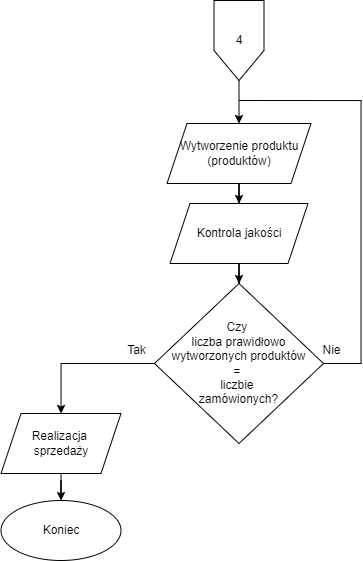 4
Wytworzenie produktu
(produktów)
Kontrola jakości
Czy
liczba prawidłowo
wytworzonych produktów
=
liczbie
zamówionych?
Tak
Nie
Realizacja
sprzedaży
Koniec